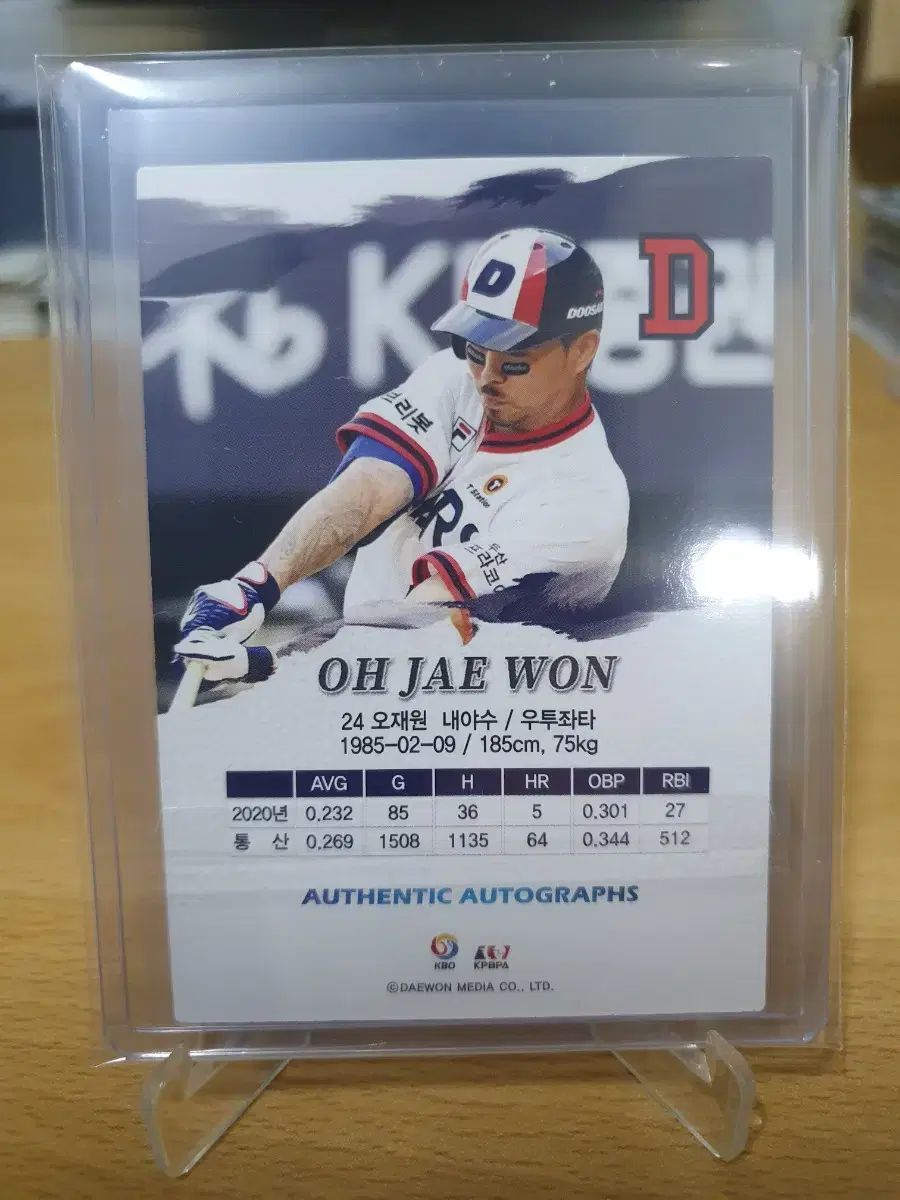 D
D
DOOSAN
F
T Station
OH JAE WON
24 오재원 내야수 / 우투좌타
1985-02-09 / 185cm, 75kg
AVG G H HR OBP RBI
2020년 0.232 85 36 5 0.301 27
통 산 0.269 1508 1135 64 0.344 512
AUTHENTIC AUTOGRAPHS
KBO KPBPA
©DAEWON MEDIA CO., LTD.